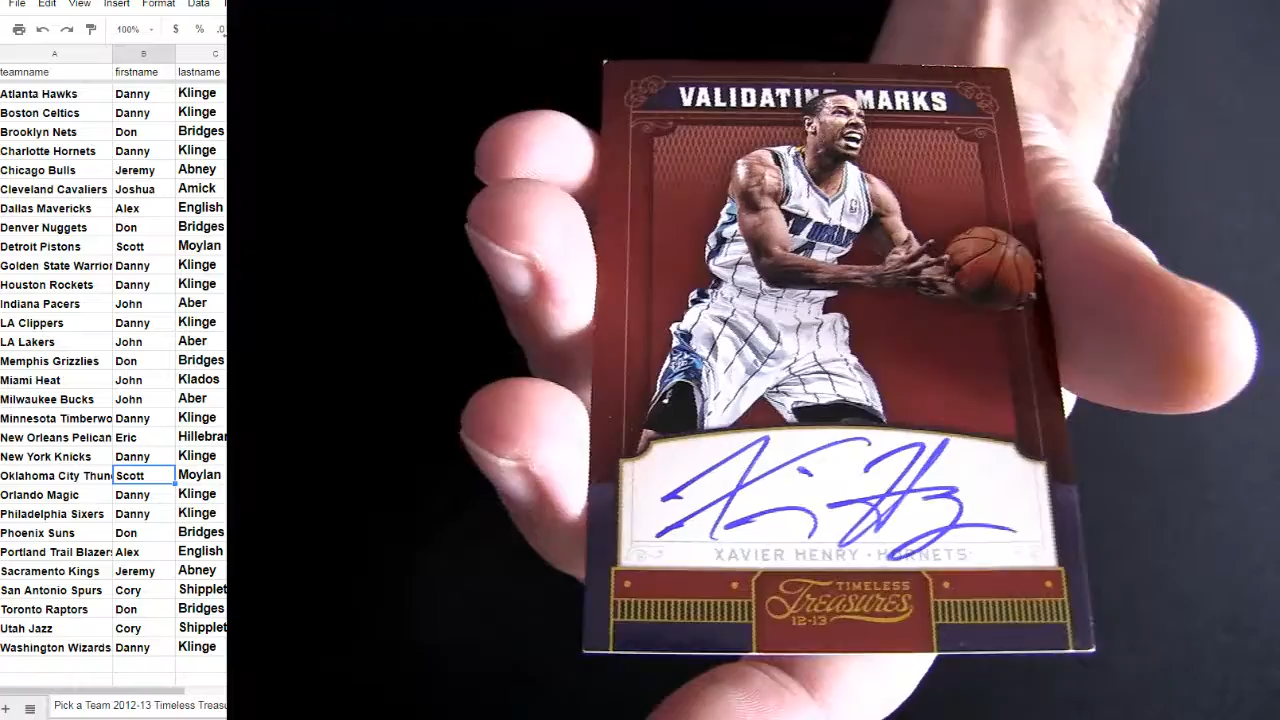 File Edit View Insert Format Data
100% $ % .0
A B C
teamname firstname lastname
Atlanta Hawks Danny Klinge
Boston Celtics Danny Klinge
Brooklyn Nets Don Bridges
Charlotte Hornets Danny Klinge
Chicago Bulls Jeremy Abney
Cleveland Cavaliers Joshua Amick
Dallas Mavericks Alex English
Denver Nuggets Don Bridges
Detroit Pistons Scott Moylan
Golden State Warrior Danny Klinge
Houston Rockets Danny Klinge
Indiana Pacers John Aber
LA Clippers Danny Klinge
LA Lakers John Aber
Memphis Grizzlies Don Bridges
Miami Heat John Klados
Milwaukee Bucks John Aber
Minnesota Timberwo Danny Klinge
New Orleans Pelican Eric Hillebrar
New York Knicks Danny Klinge
Oklahoma City Thun Scott Moylan
Orlando Magic Danny Klinge
Philadelphia Sixers Danny Klinge
Phoenix Suns Don Bridges
Portland Trail Blazers Alex English
Sacramento Kings Jeremy Abney
San Antonio Spurs Cory Shipplet
Toronto Raptors Don Bridges
Utah Jazz Cory Shipplet
Washington Wizards Danny Klinge
Pick a Team 2012-13 Timeless Treasu
VALIDATING MARKS
XAVIER HENRY • HORNETS
TIMELESS
Treasures
12-13